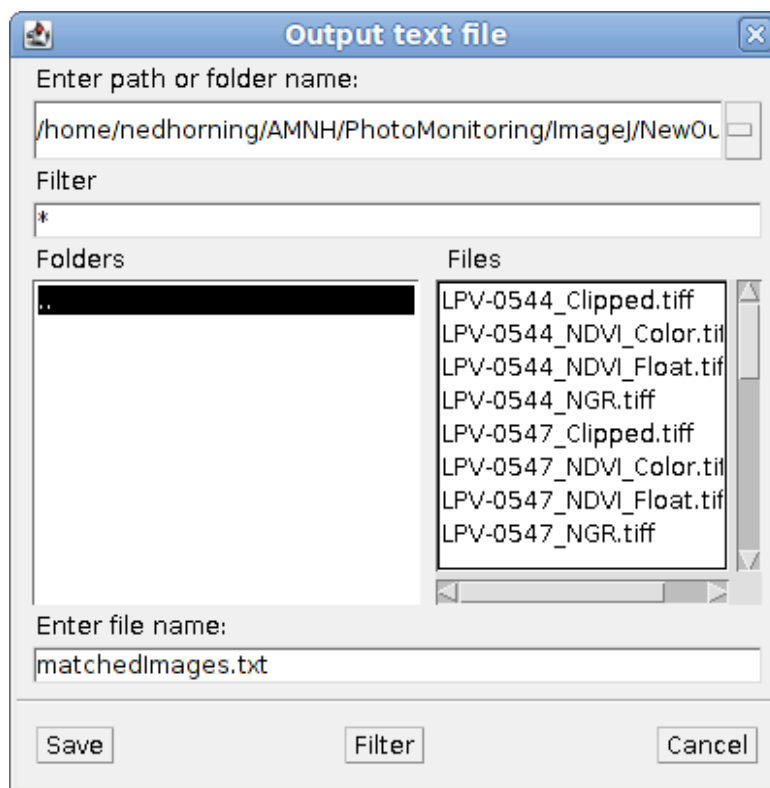 Output text file
Enter path or folder name:
/home/nedhorning/AMNH/PhotoMonitoring/ImageJ/NewOu
Filter
*
Folders
Files
..
LPV-0544_Clipped.tiff
LPV-0544_NDVI_Color.tif
LPV-0544_NDVI_Float.tif
LPV-0544_NGR.tiff
LPV-0547_Clipped.tiff
LPV-0547_NDVI_Color.tif
LPV-0547_NDVI_Float.tif
LPV-0547_NGR.tiff
Enter file name:
matchedImages.txt
Save
Filter
Cancel